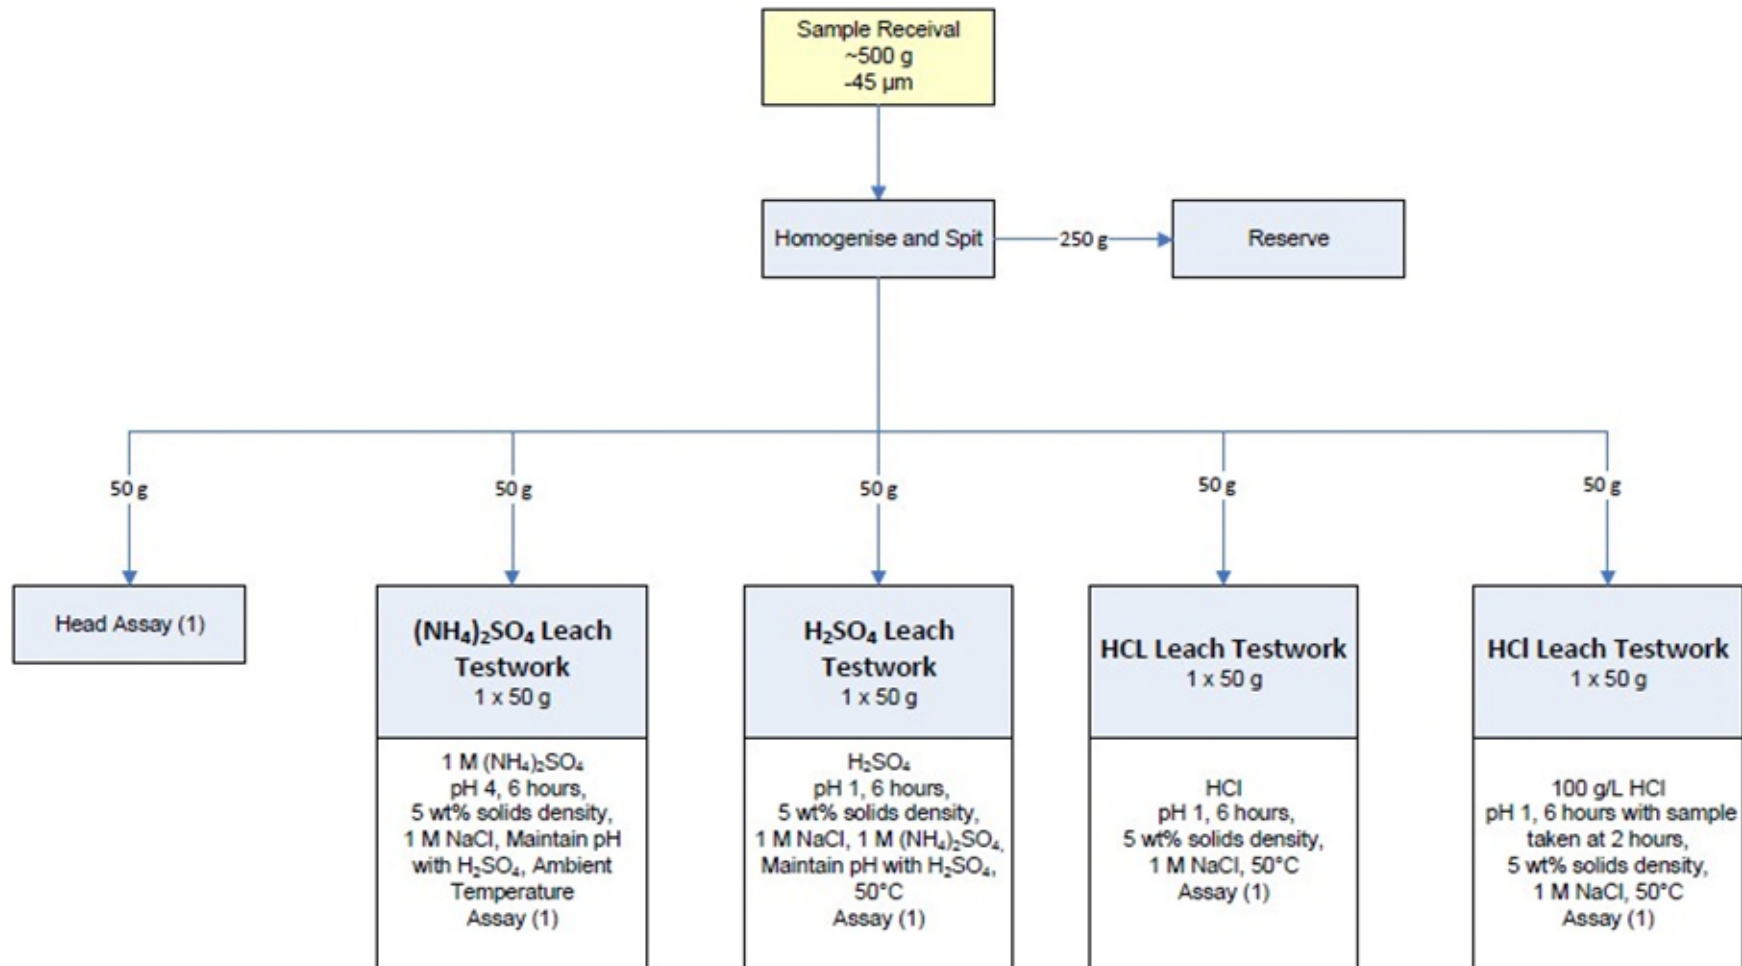 Sample Receival
~500 g
-45 µm
Homogenise and Spit
250 g
Reserve
50 g
50 g
50 g
50 g
50 g
Head Assay (1)
(NH₄)₂SO₄ Leach
Testwork
1 x 50 g
1 M (NH₄)₂SO₄
pH 4, 6 hours,
5 wt% solids density,
1 M NaCl, Maintain pH
with H₂SO₄, Ambient
Temperature
Assay (1)
H₂SO₄ Leach
Testwork
1 x 50 g
H₂SO₄
pH 1, 6 hours,
5 wt% solids density,
1 M NaCl, 1 M (NH₄)₂SO₄,
Maintain pH with H₂SO₄,
50°C
Assay (1)
HCL Leach Testwork
1 x 50 g
HCl
pH 1, 6 hours,
5 wt% solids density,
1 M NaCl, 50°C
Assay (1)
HCl Leach Testwork
1 x 50 g
100 g/L HCl
pH 1, 6 hours with sample
taken at 2 hours,
5 wt% solids density,
1 M NaCl, 50°C
Assay (1)